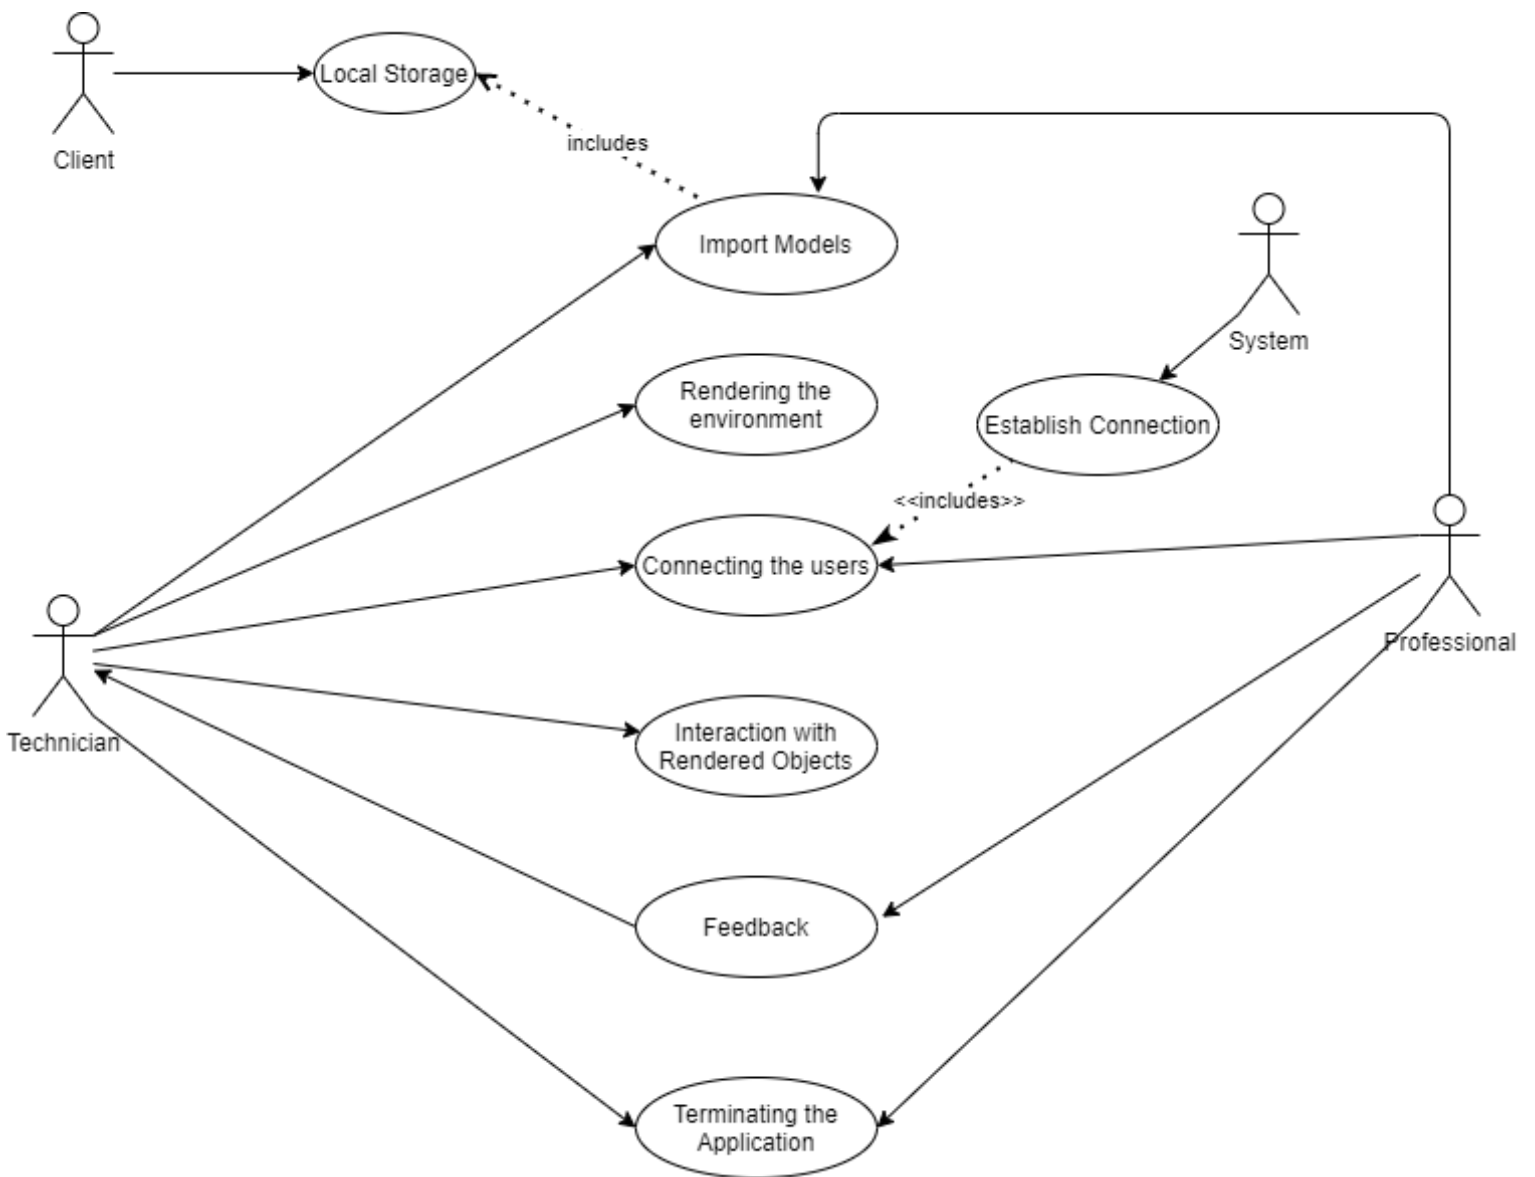 Local Storage
includes
Client
Import Models
System
Rendering the
environment
Establish Connection
<<includes>>
Connecting the users
Professional
Technician
Interaction with
Rendered Objects
Feedback
Terminating the
Application